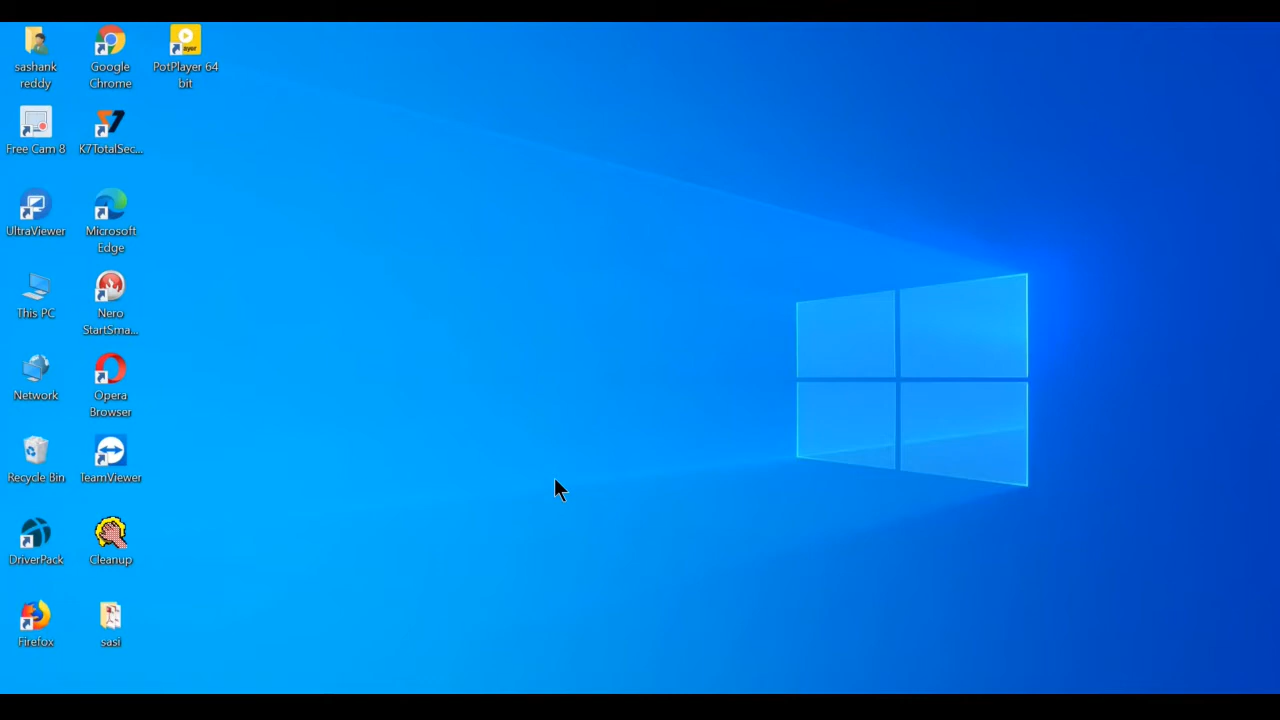 sashank
reddy
Google
Chrome
PotPlayer 64
bit
Free Cam 8
K7TotalSec...
UltraViewer
Microsoft
Edge
This PC
Nero
StartSma...
Network
Opera
Browser
Recycle Bin
TeamViewer
DriverPack
Cleanup
Firefox
sasi